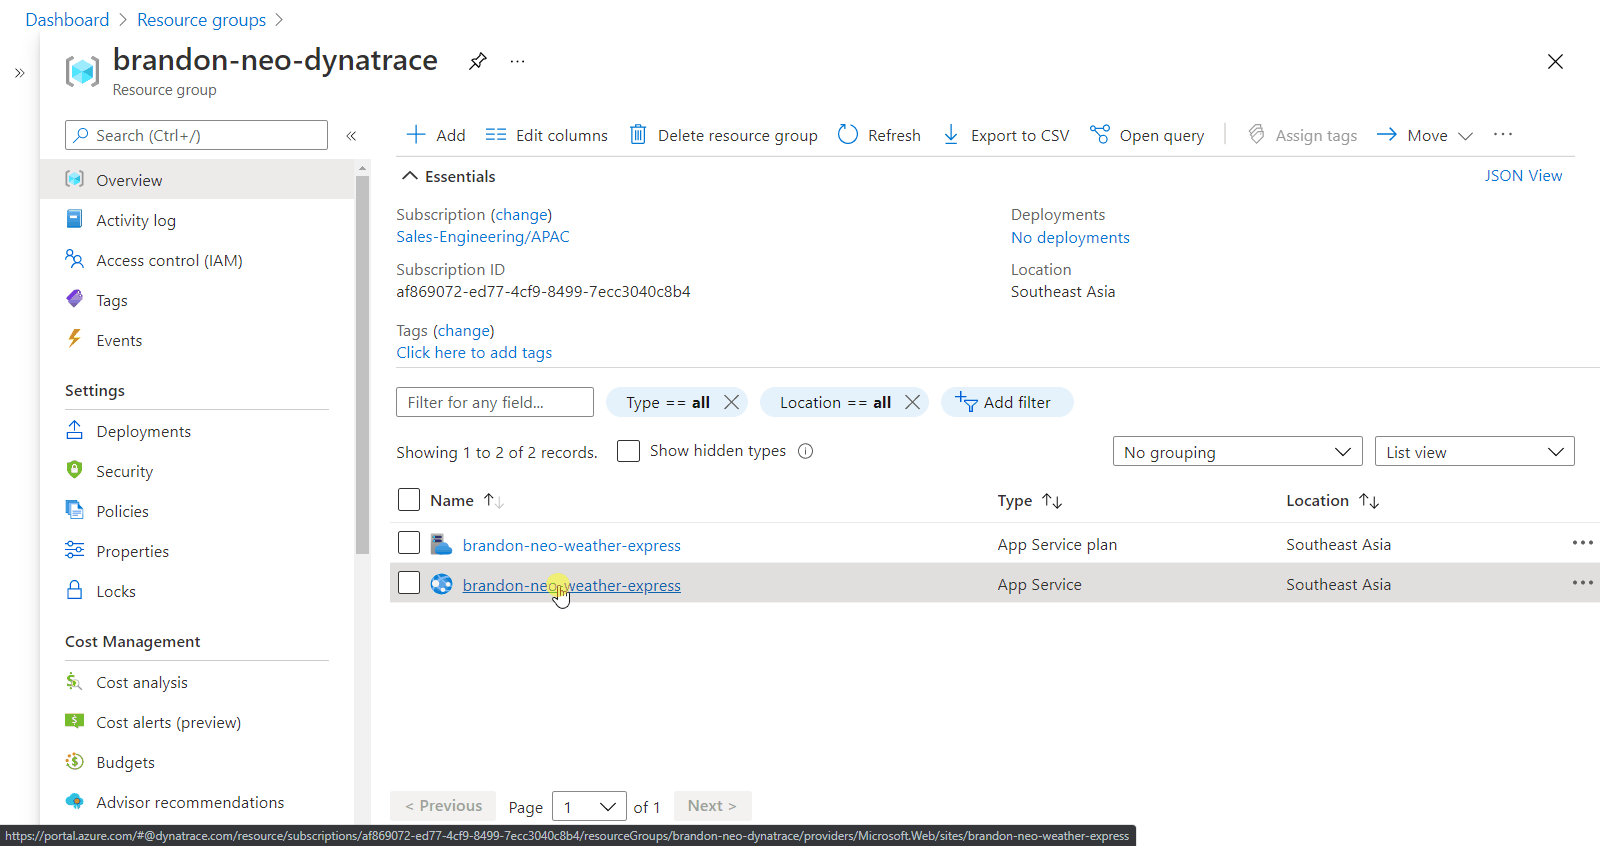 Dashboard > Resource groups >
»
brandon-neo-dynatrace ...
Resource group
Search (Ctrl+/) «
Add Edit columns Delete resource group Refresh Export to CSV Open query Assign tags Move ...
Overview
Activity log
Access control (IAM)
Tags
Events
Settings
Deployments
Security
Policies
Properties
Locks
Cost Management
Cost analysis
Cost alerts (preview)
Budgets
Advisor recommendations
Essentials JSON View
Subscription (change)
Sales-Engineering/APAC
Subscription ID
af869072-ed77-4cf9-8499-7ecc3040c8b4
Deployments
No deployments
Location
Southeast Asia
Tags (change)
Click here to add tags
Filter for any field... Type == all Location == all Add filter
Showing 1 to 2 of 2 records. Show hidden types No grouping List view
Name Type Location
brandon-neo-weather-express App Service plan Southeast Asia ...
brandon-neo-weather-express App Service Southeast Asia ...
< Previous Page 1 of 1 Next >
https://portal.azure.com/#@dynatrace.com/resource/subscriptions/af869072-ed77-4cf9-8499-7ecc3040c8b4/resourceGroups/brandon-neo-dynatrace/providers/Microsoft.Web/sites/brandon-neo-weather-express